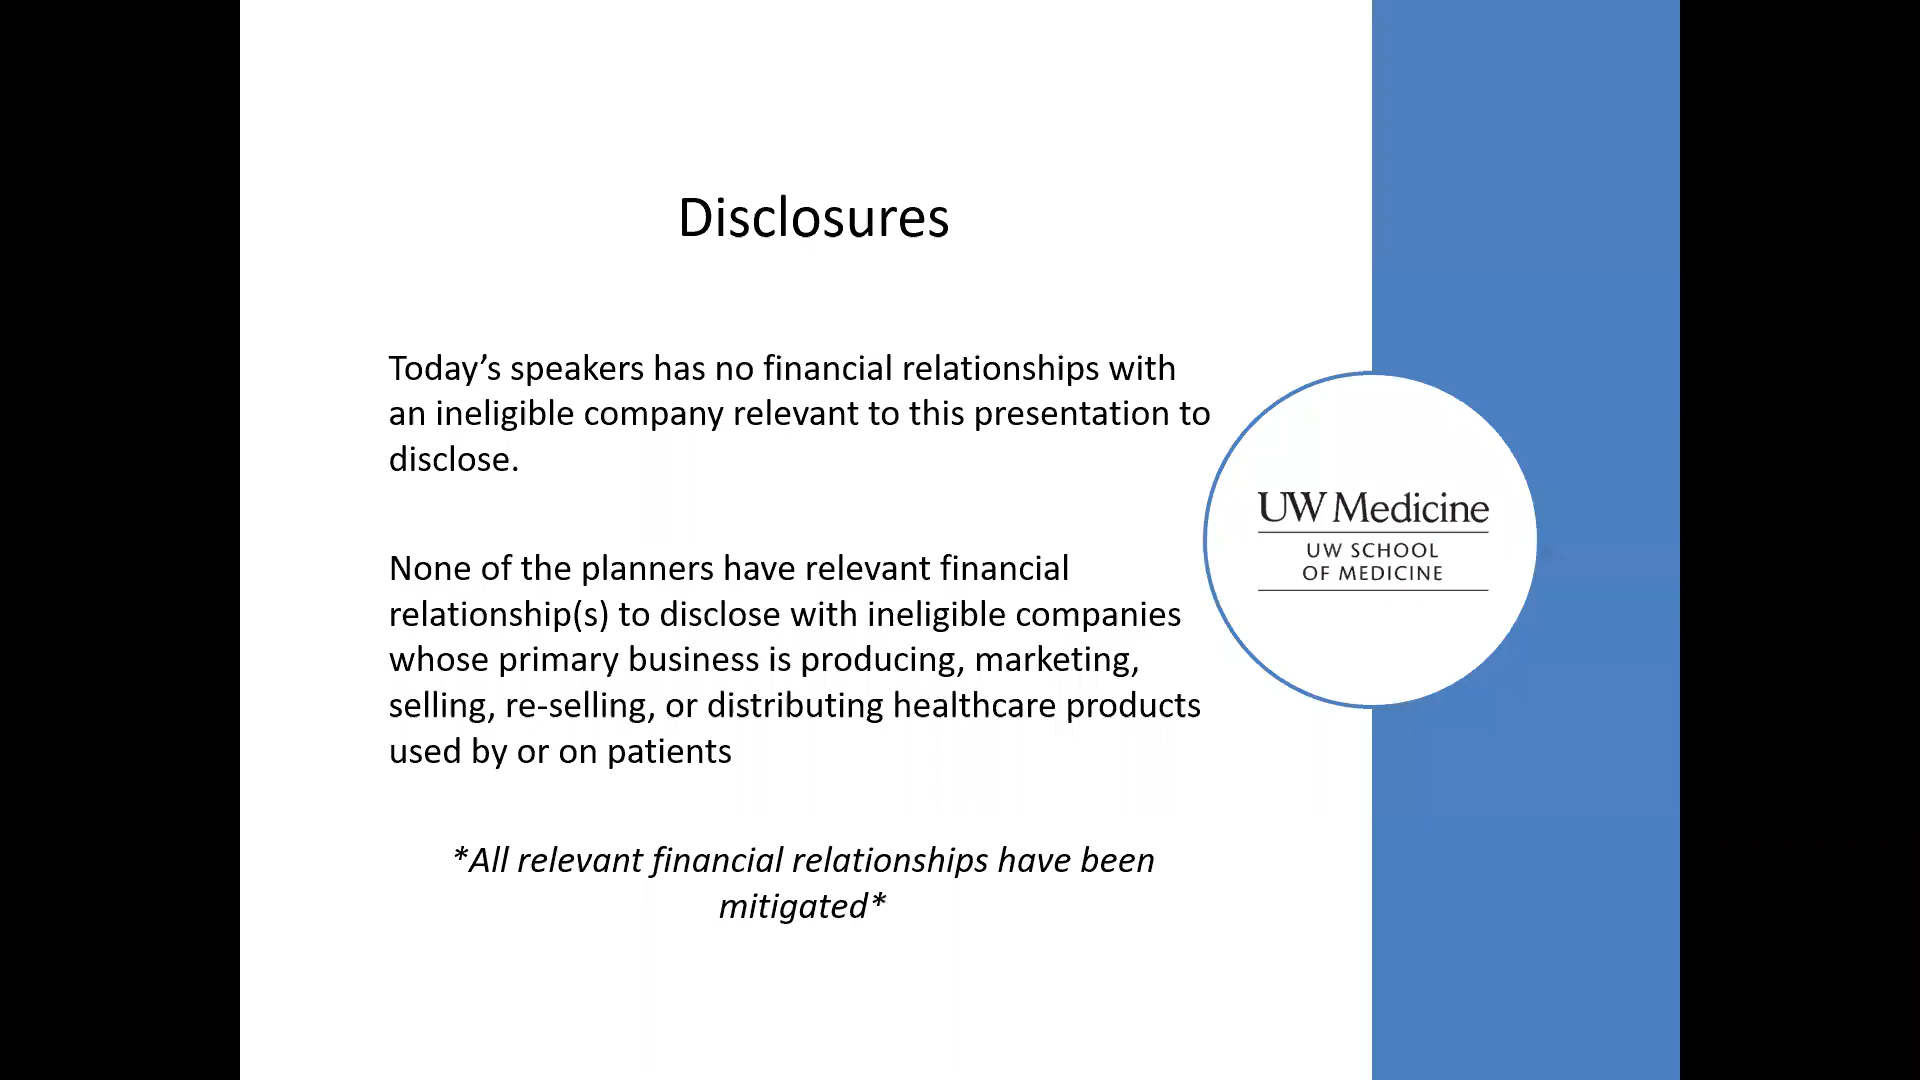 Disclosures
Today’s speakers has no financial relationships with
an ineligible company relevant to this presentation to
disclose.
None of the planners have relevant financial
relationship(s) to disclose with ineligible companies
whose primary business is producing, marketing,
selling, re-selling, or distributing healthcare products
used by or on patients
*All relevant financial relationships have been
mitigated*
UW Medicine
UW SCHOOL
OF MEDICINE